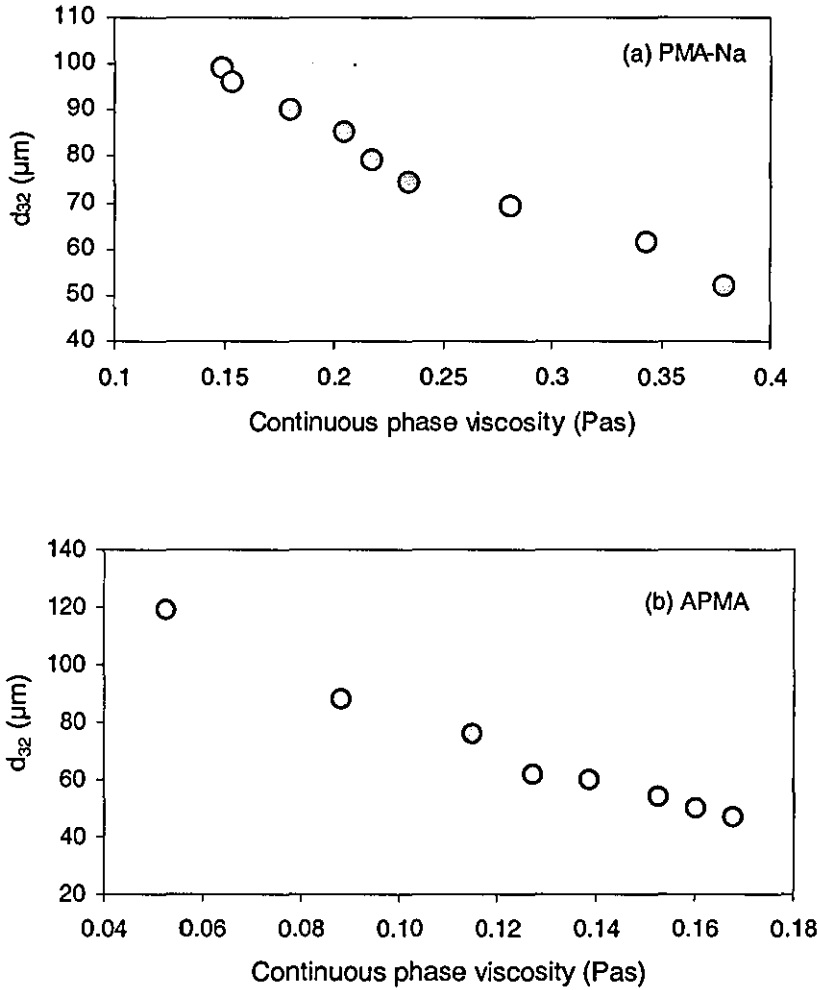 (a) PMA-Na
110
100
90
80
70
60
50
40
d32 (µm)
0.1 0.15 0.2 0.25 0.3 0.35 0.4
Continuous phase viscosity (Pas)
(b) APMA
140
120
100
80
60
40
20
d32 (µm)
0.04 0.06 0.08 0.10 0.12 0.14 0.16 0.18
Continuous phase viscosity (Pas)